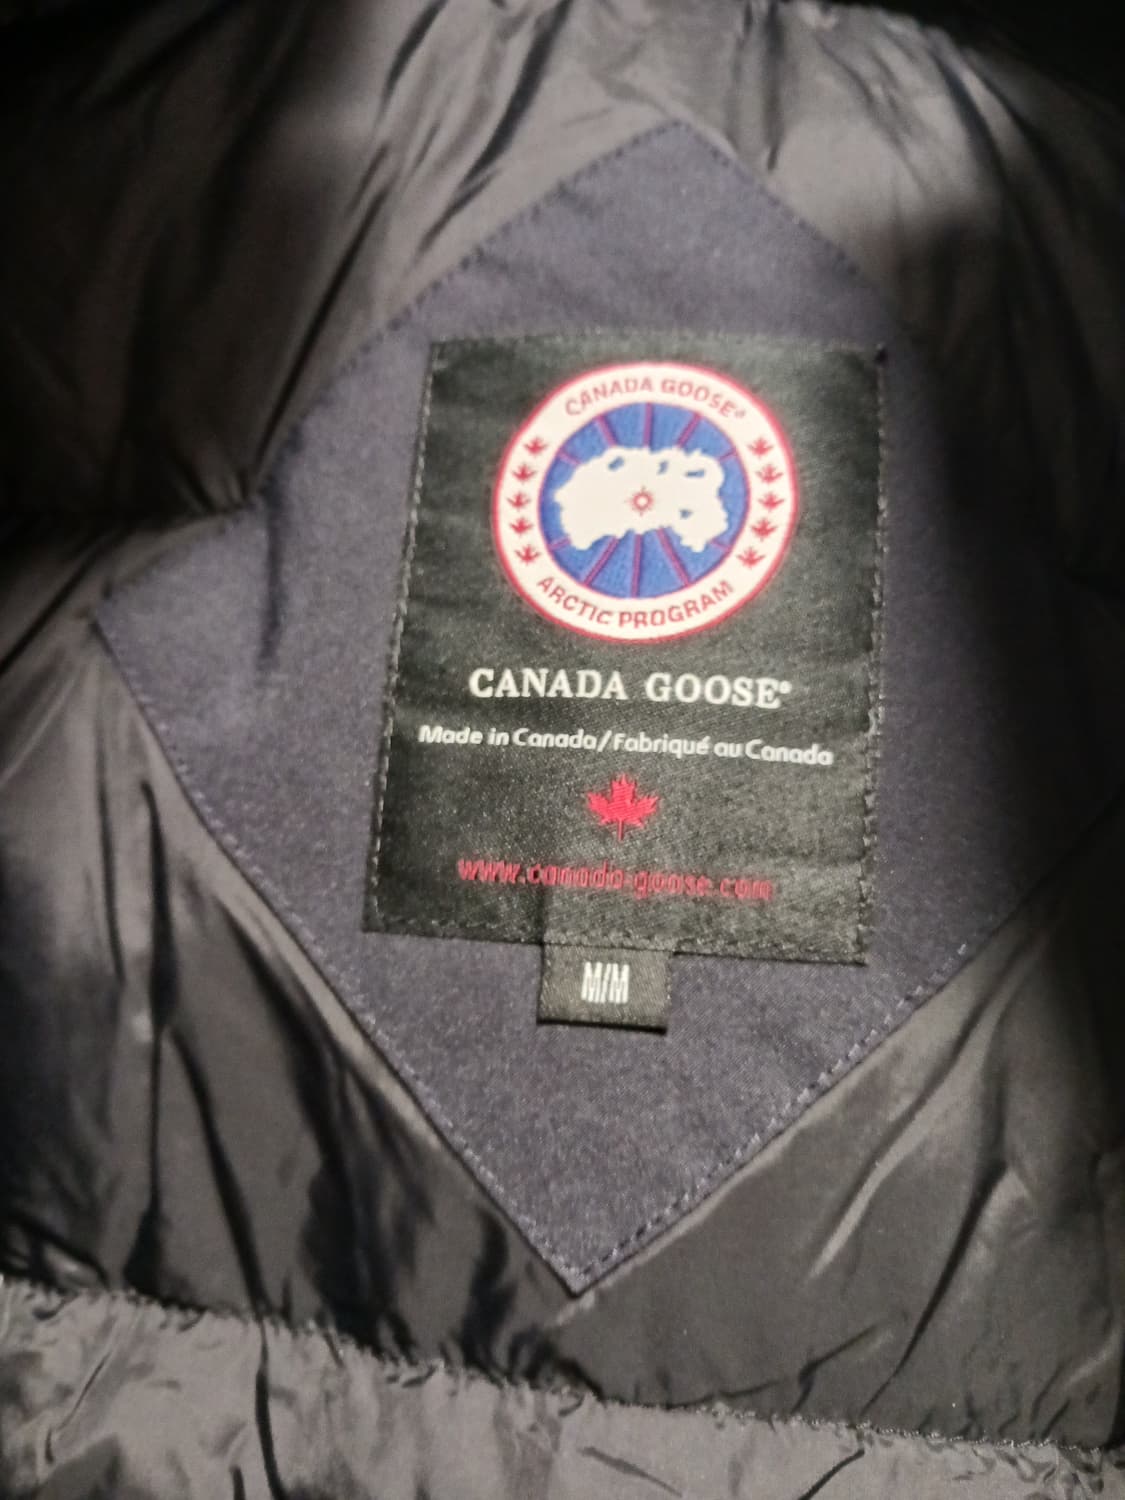 CANADA GOOSE®
ARCTIC PROGRAM
CANADA GOOSE®
Made in Canada/Fabriqué au Canada
www.canada-goose.com
M/M